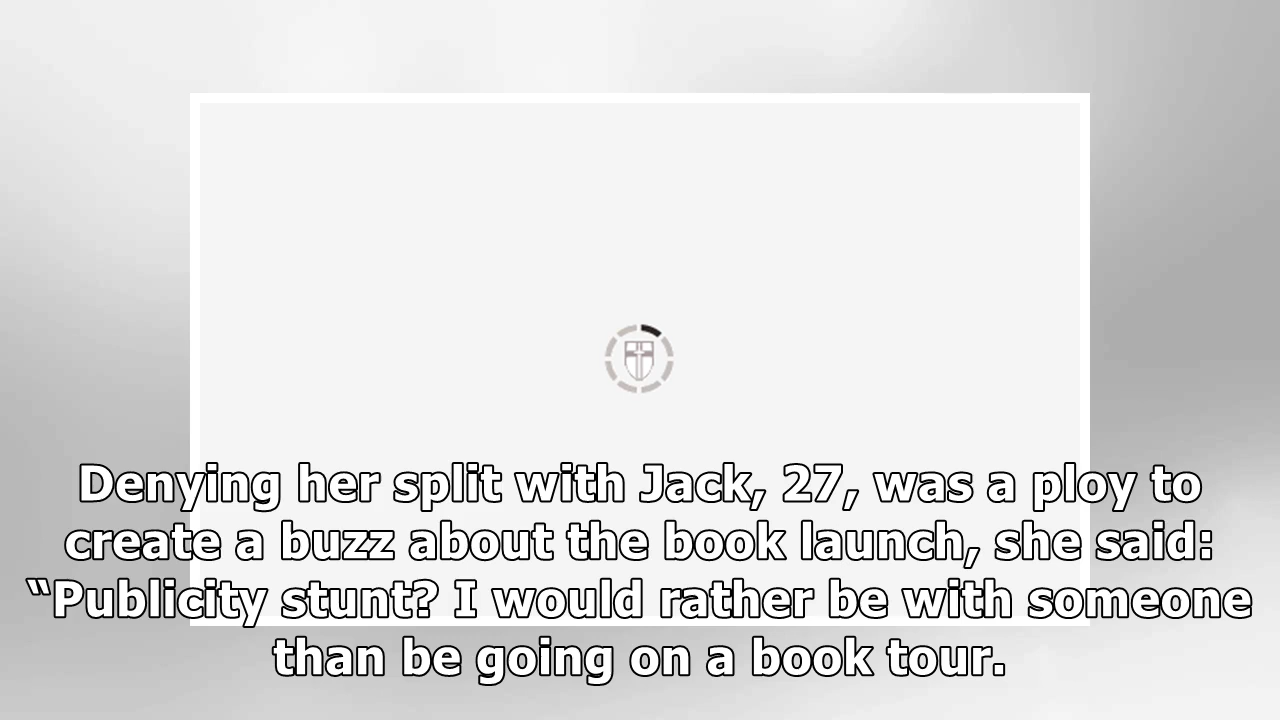 Denying her split with Jack, 27, was a ploy to
create a buzz about the book launch, she said:
“Publicity stunt? I would rather be with someone
than be going on a book tour.